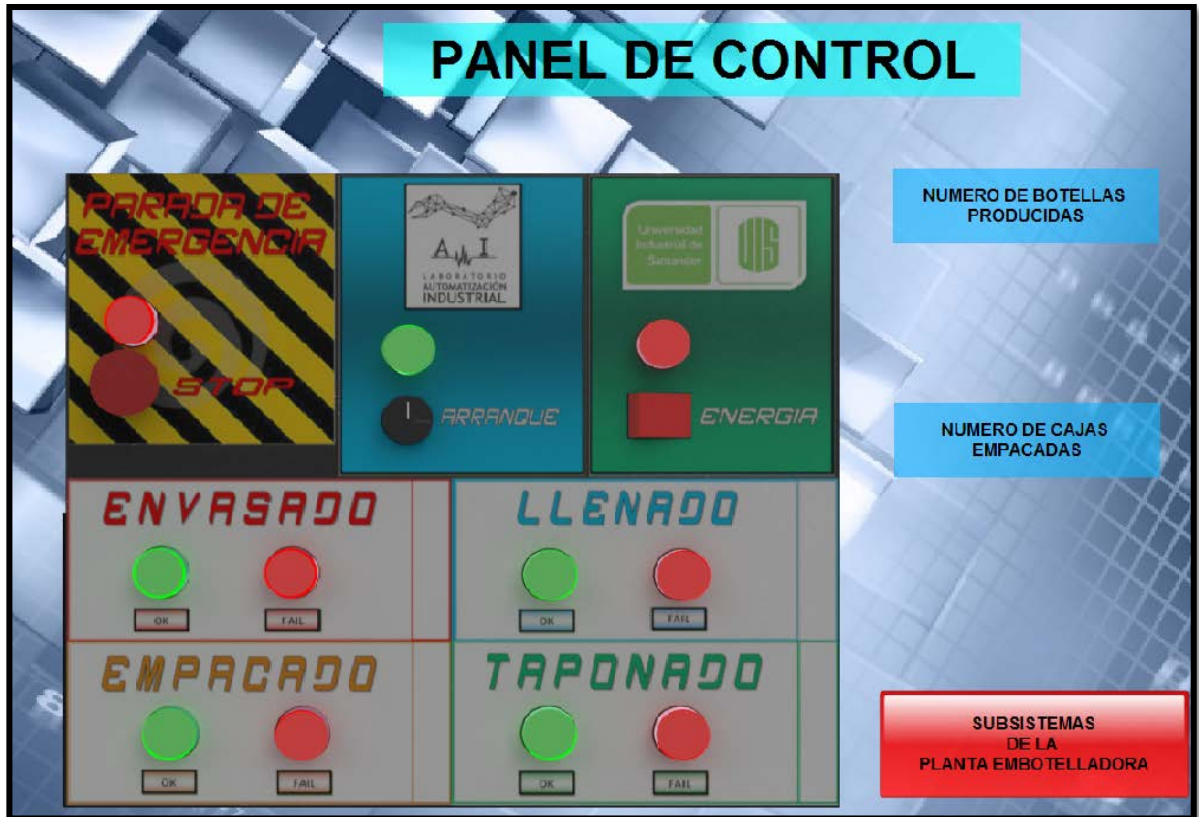 PANEL DE CONTROL
PARADA DE
EMERGENCIA
STOP
A I
LABORATORIO
AUTOMATIZACIÓN
INDUSTRIAL
ARRANQUE
Universidad
Industrial de
Santander
UIS
ENERGIA
NUMERO DE BOTELLAS
PRODUCIDAS
NUMERO DE CAJAS
EMPACADAS
ENVASADO
OK
FAIL
LLENADO
OK
FAIL
EMPACADO
OK
FAIL
TAPONADO
OK
FAIL
SUBSISTEMAS
DE LA
PLANTA EMBOTELLADORA